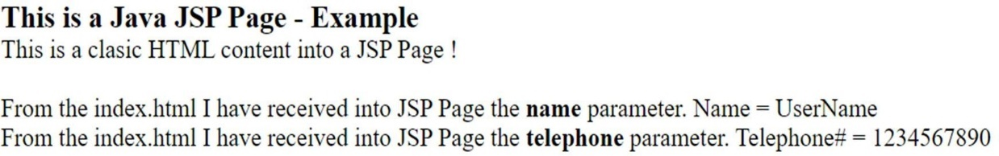 This is a Java JSP Page - Example
This is a clasic HTML content into a JSP Page !
From the index.html I have received into JSP Page the name parameter. Name = UserName
From the index.html I have received into JSP Page the telephone parameter. Telephone# = 1234567890